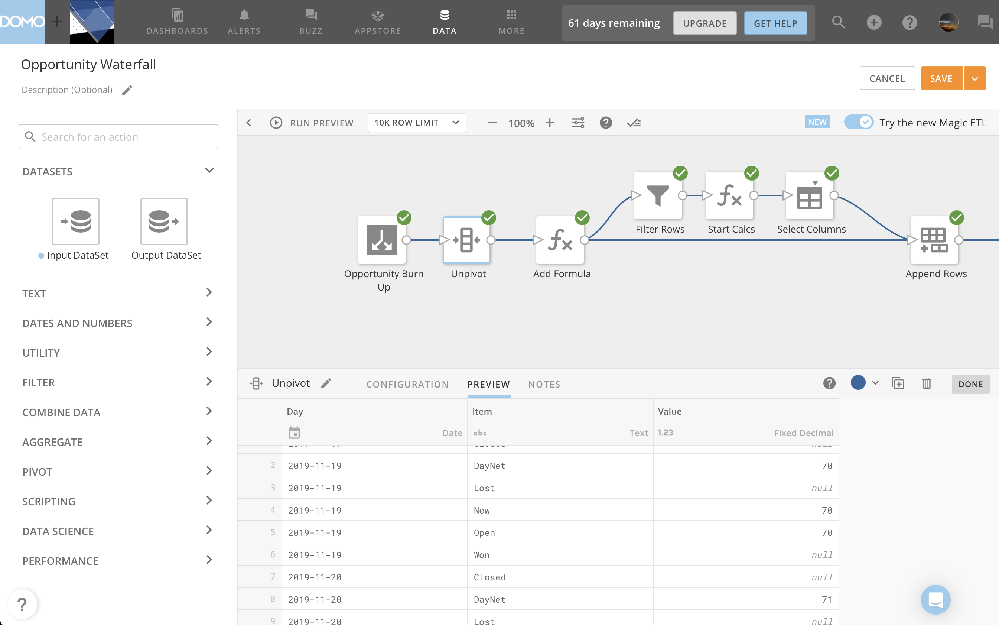 DOMO
DASHBOARDS
ALERTS
BUZZ
APPSTORE
DATA
MORE
61 days remaining
UPGRADE
GET HELP
Opportunity Waterfall
Description (Optional)
CANCEL
SAVE
RUN PREVIEW
10K ROW LIMIT
100%
NEW
Try the new Magic ETL
Search for an action
DATASETS
Input DataSet
Output DataSet
TEXT
DATES AND NUMBERS
UTILITY
FILTER
COMBINE DATA
AGGREGATE
PIVOT
SCRIPTING
DATA SCIENCE
PERFORMANCE
?
Filter Rows
Start Calcs
Select Columns
Opportunity Burn
Up
Unpivot
Add Formula
Append Rows
Unpivot
CONFIGURATION
PREVIEW
NOTES
DONE
Day
Item
Value
Date
abc
Text
1.23
Fixed Decimal
2 2019-11-19 DayNet 70
3 2019-11-19 Lost null
4 2019-11-19 New 70
5 2019-11-19 Open 70
6 2019-11-19 Won null
7 2019-11-20 Closed null
8 2019-11-20 DayNet 71
9 2019-11-20 Lost null